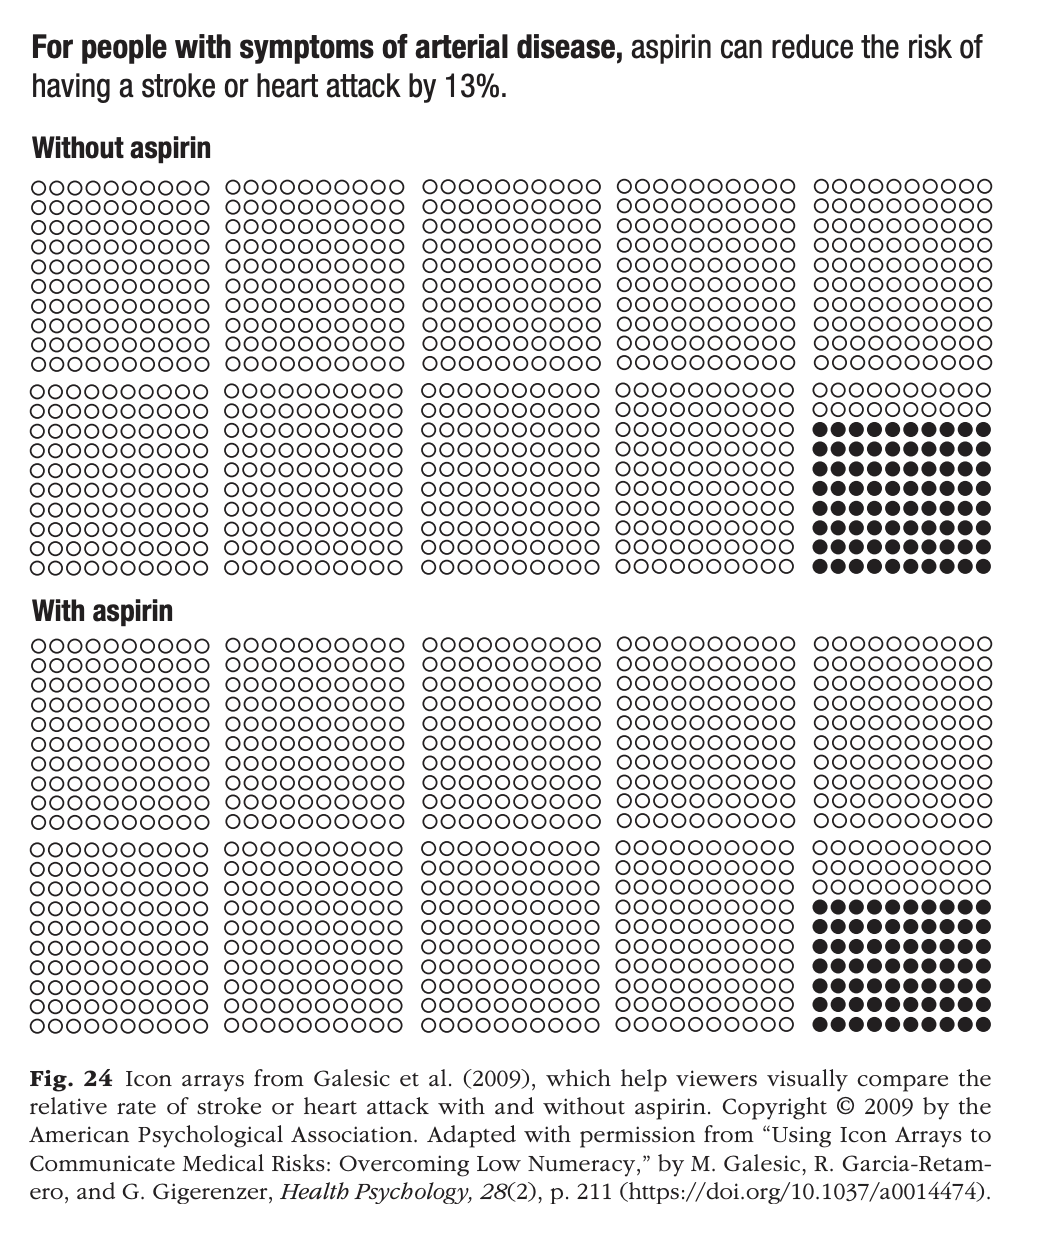 For people with symptoms of arterial disease, aspirin can reduce the risk of
having a stroke or heart attack by 13%.
Without aspirin
With aspirin
Fig. 24 Icon arrays from Galesic et al. (2009), which help viewers visually compare the
relative rate of stroke or heart attack with and without aspirin. Copyright © 2009 by the
American Psychological Association. Adapted with permission from “Using Icon Arrays to
Communicate Medical Risks: Overcoming Low Numeracy,” by M. Galesic, R. Garcia-Retam-
ero, and G. Gigerenzer, Health Psychology, 28(2), p. 211 (https://doi.org/10.1037/a0014474).